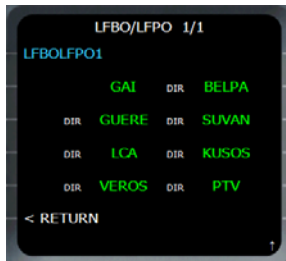 LFBO/LFPO 1/1
LFBOLFPO1
GAI DIR BELPA
DIR GUERE DIR SUVAN
DIR LCA DIR KUSOS
DIR VEROS DIR PTV
< RETURN
↑